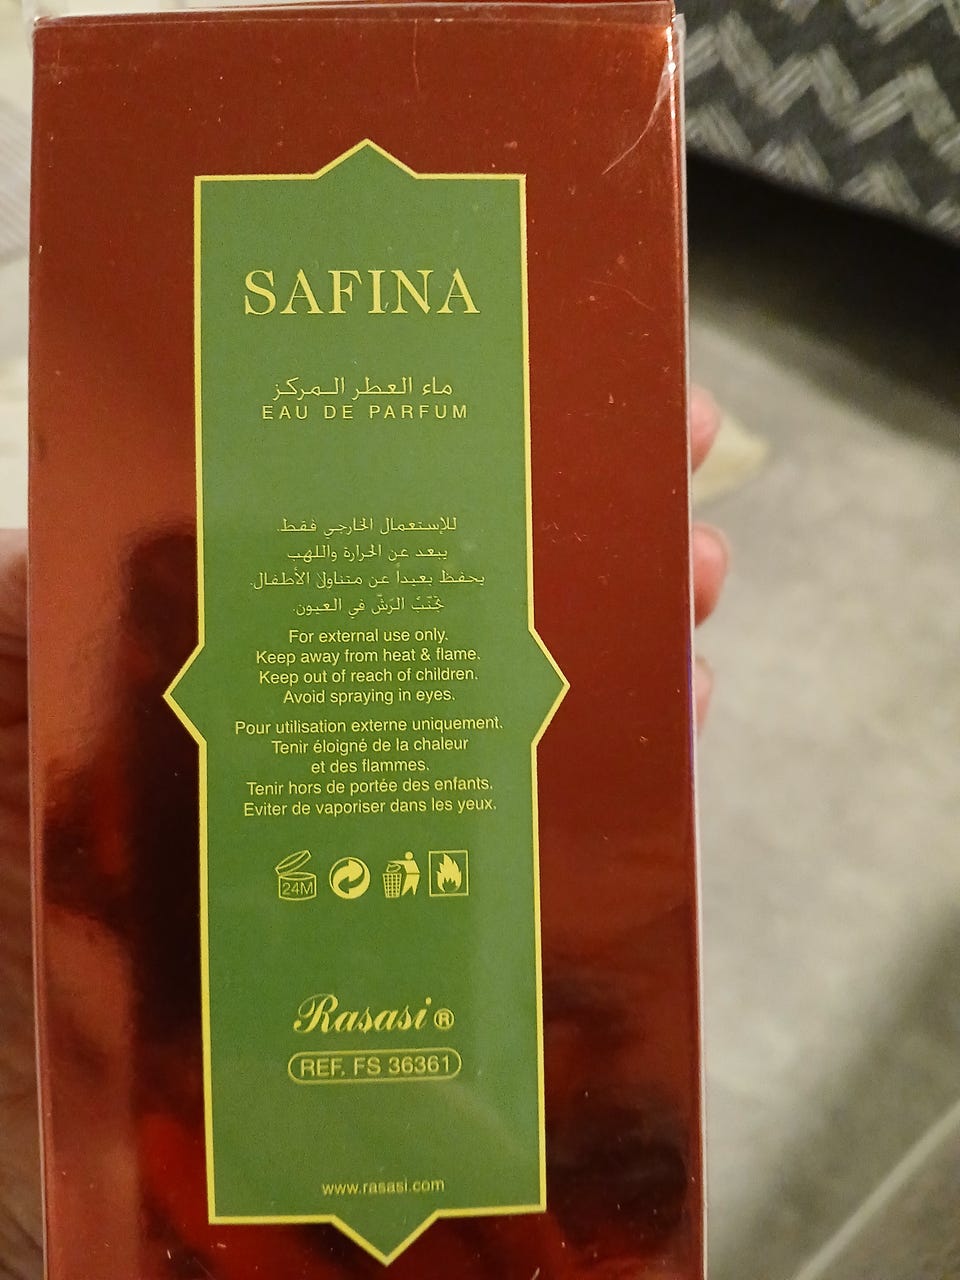 SAFINA
ماء العطر المركز
EAU DE PARFUM
للإستعمال الخارجي فقط.
يبعد عن الحرارة واللهب
يحفظ بعيداً عن متناول الأطفال.
تجنّب الرّشّ في العيون.
For external use only.
Keep away from heat & flame.
Keep out of reach of children.
Avoid spraying in eyes.
Pour utilisation externe uniquement.
Tenir éloigné de la chaleur
et des flammes.
Tenir hors de portée des enfants.
Eviter de vaporiser dans les yeux.
24M
Rasasi ®
REF. FS 36361
www.rasasi.com